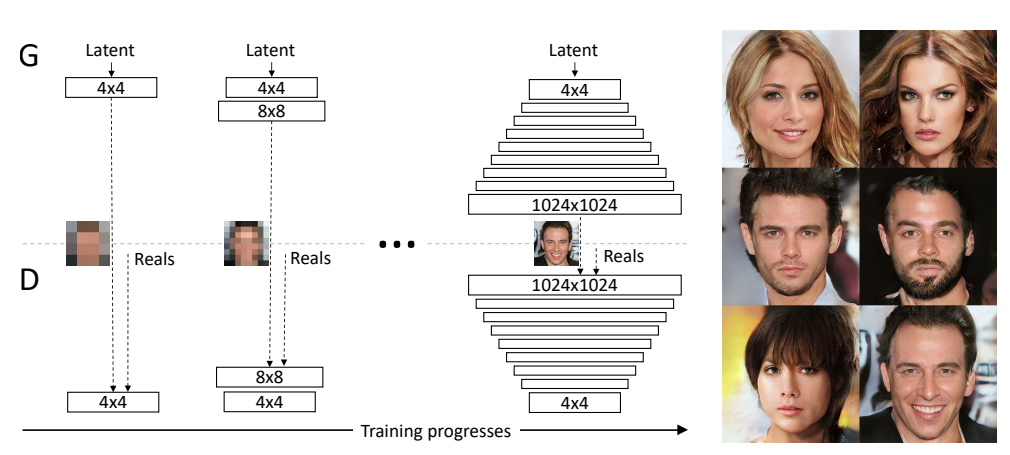 G
Latent
Latent
Latent
4x4
4x4
4x4
8x8
1024x1024
Reals
Reals
Reals
D
1024x1024
8x8
4x4
4x4
4x4
Training progresses